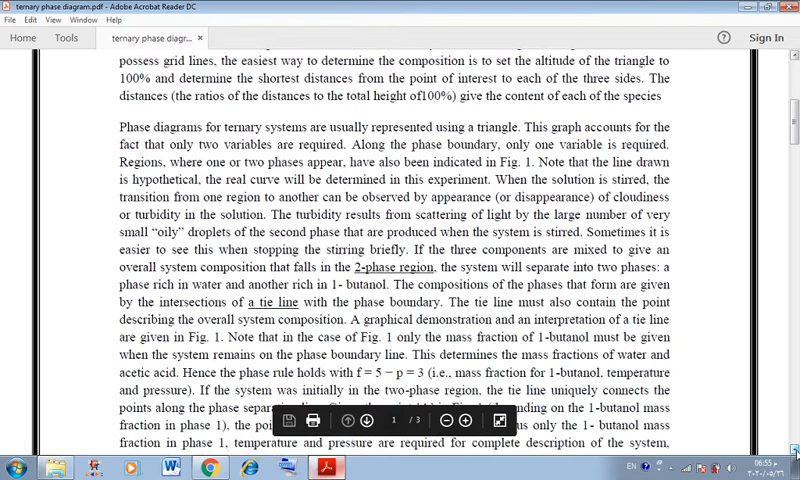 ternary phase diagram.pdf - Adobe Acrobat Reader DC
File Edit View Window Help
Home Tools ternary phase diagr... × Sign In
possess grid lines, the easiest way to determine the composition is to set the altitude of the triangle to
100% and determine the shortest distances from the point of interest to each of the three sides. The
distances (the ratios of the distances to the total height of100%) give the content of each of the species
Phase diagrams for ternary systems are usually represented using a triangle. This graph accounts for the
fact that only two variables are required. Along the phase boundary, only one variable is required.
Regions, where one or two phases appear, have also been indicated in Fig. 1. Note that the line drawn
is hypothetical, the real curve will be determined in this experiment. When the solution is stirred, the
transition from one region to another can be observed by appearance (or disappearance) of cloudiness
or turbidity in the solution. The turbidity results from scattering of light by the large number of very
small “oily” droplets of the second phase that are produced when the system is stirred. Sometimes it is
easier to see this when stopping the stirring briefly. If the three components are mixed to give an
overall system composition that falls in the 2-phase region, the system will separate into two phases: a
phase rich in water and another rich in 1- butanol. The compositions of the phases that form are given
by the intersections of a tie line with the phase boundary. The tie line must also contain the point
describing the overall system composition. A graphical demonstration and an interpretation of a tie line
are given in Fig. 1. Note that in the case of Fig. 1 only the mass fraction of 1-butanol must be given
when the system remains on the phase boundary line. This determines the mass fractions of water and
acetic acid. Hence the phase rule holds with f = 5 − p = 3 (i.e., mass fraction for 1-butanol, temperature
and pressure). If the system was initially in the two-phase region, the tie line uniquely connects the
points along the phase separ (depending on the 1-butanol mass
fraction in phase 1), the poi us only the 1- butanol mass
1 / 3
fraction in phase 1, temperature and pressure are required for complete description of the system,
EN
06:55 م
٢٠٢٠/٠٥/٢٦